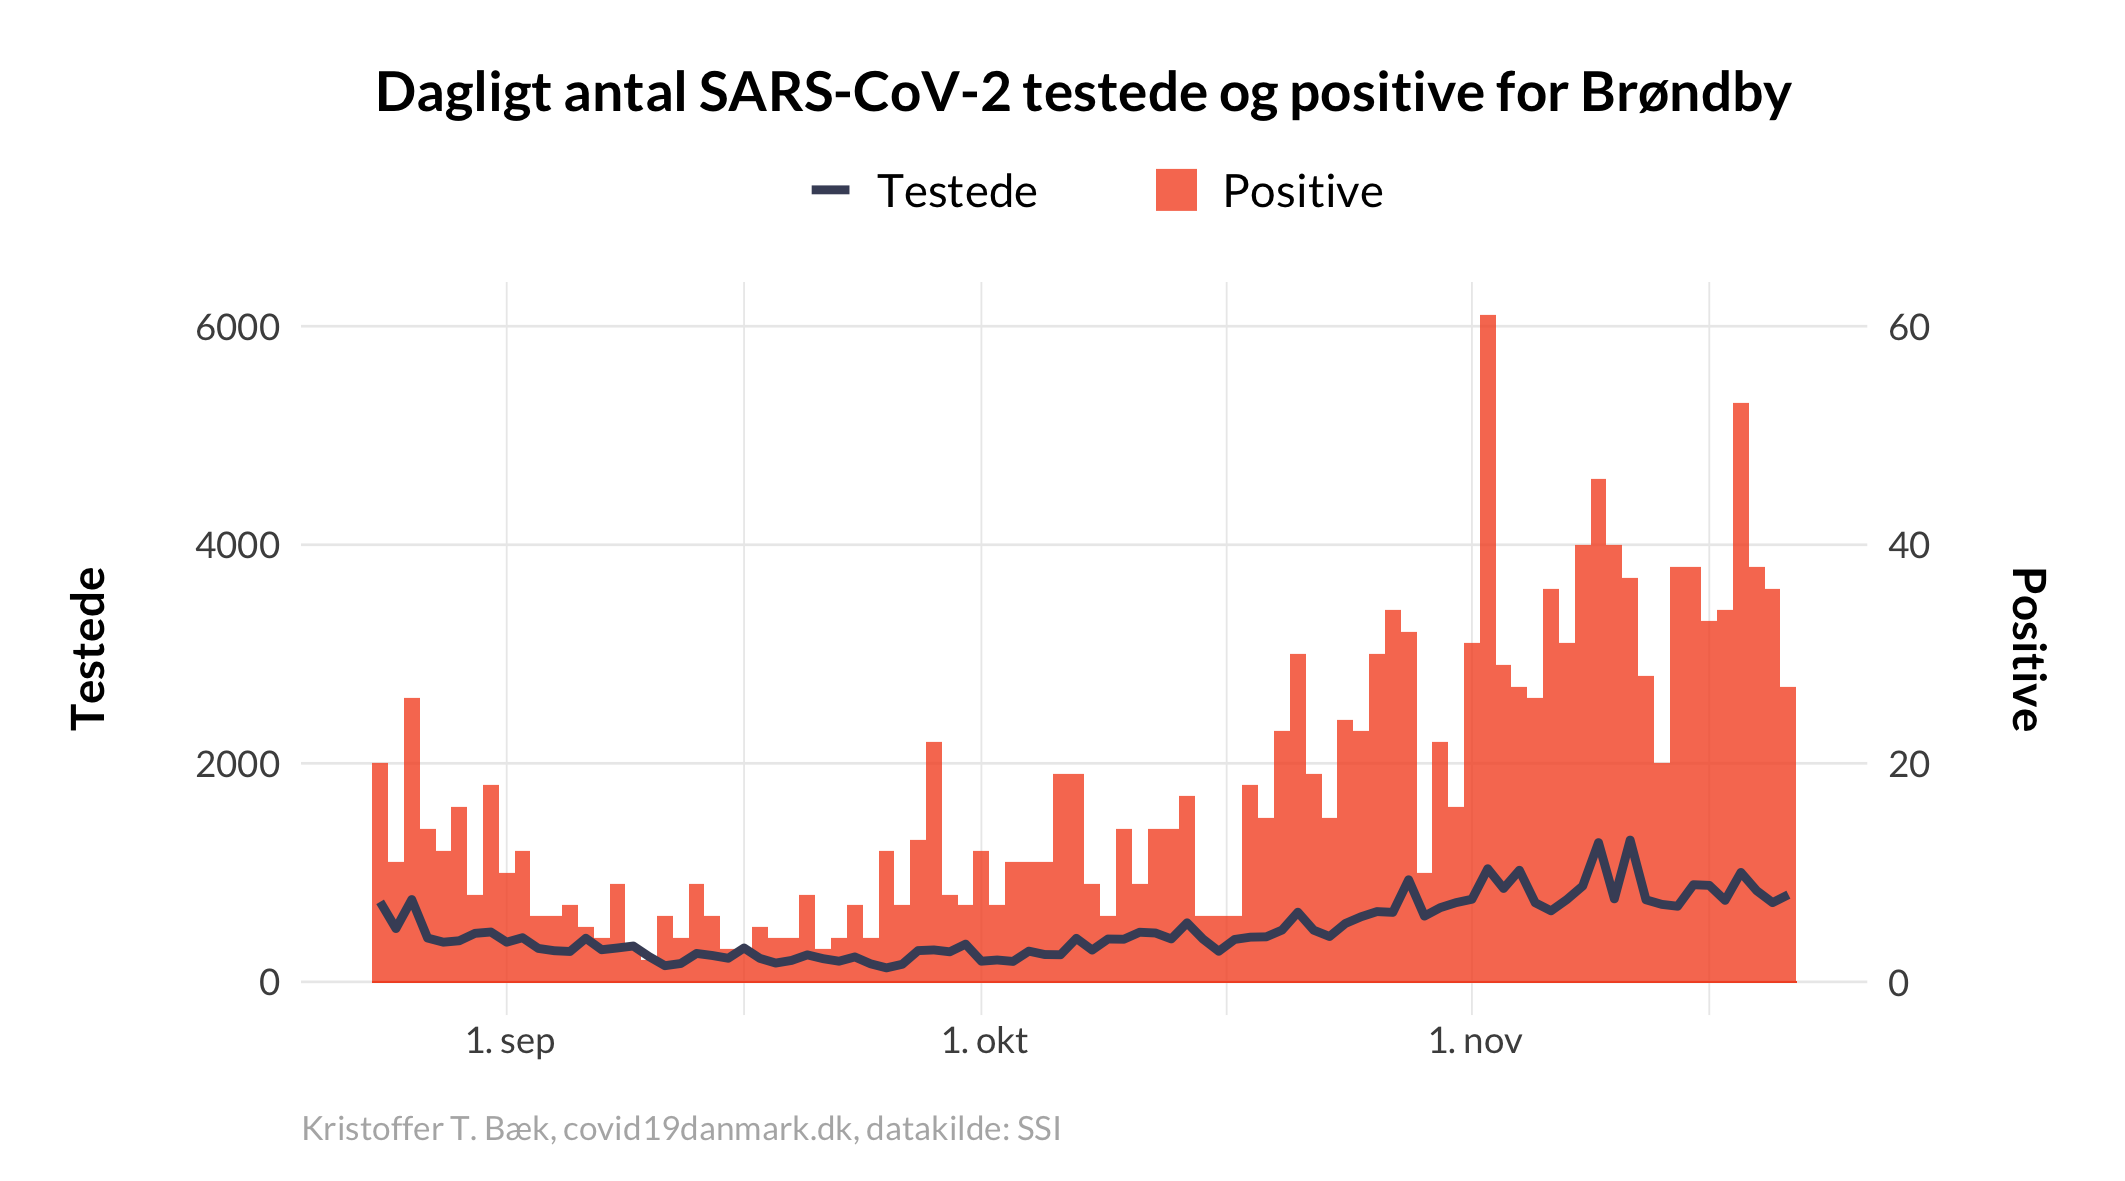 Dagligt antal SARS-CoV-2 testede og positive for Brøndby
Testede Positive
6000 60
4000 40
2000 20
0 0
Testede
Positive
1. sep 1. okt 1. nov
Kristoffer T. Bæk, covid19danmark.dk, datakilde: SSI